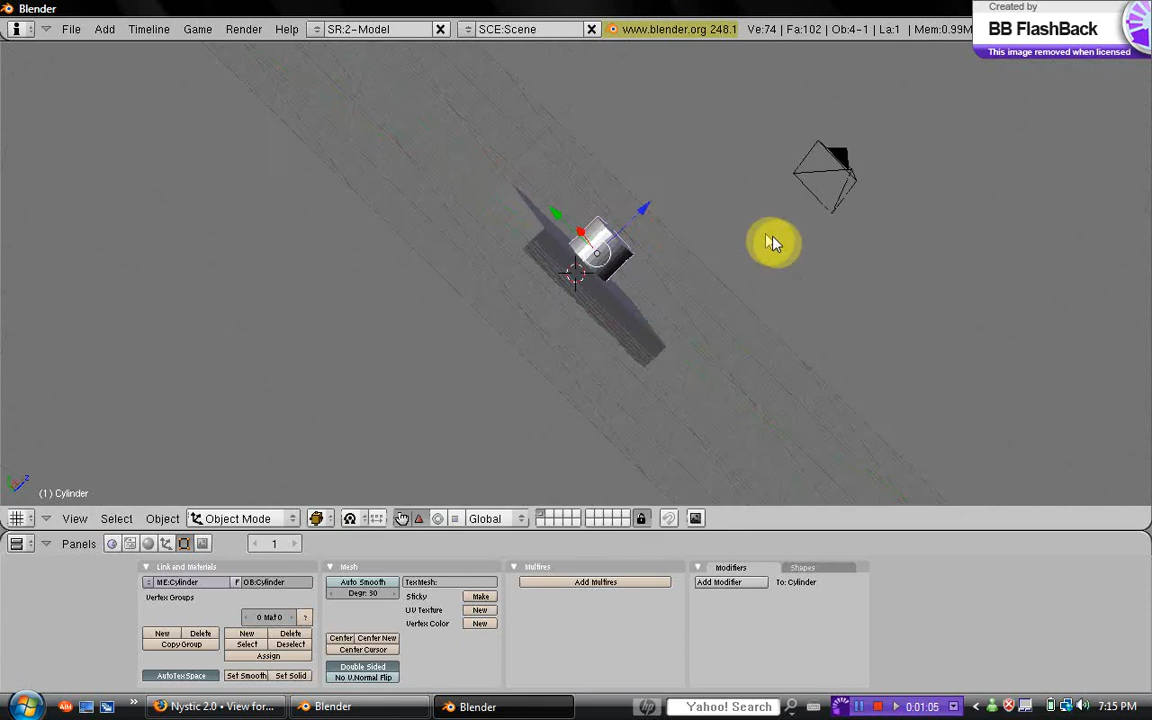 Blender
Created by
BB FlashBack
This image removed when licensed
File Add Timeline Game Render Help SR:2-Model SCE:Scene www.blender.org 248.1 Ve:74 | Fa:102 | Ob:4-1 | La:1 | Mem:0.99M
(1) Cylinder
View Select Object Object Mode Global
Panels 1
Link and Materials Mesh Multires Modifiers Shapes
ME:Cylinder F OB:Cylinder Auto Smooth TexMesh: Add Multires Add Modifier To: Cylinder
Vertex Groups Degr: 30 Sticky Make
UV Texture New
0 Mat 0 ? Vertex Color New
New Delete New Delete Center Center New
Copy Group Select Deselect Center Cursor
Assign Double Sided
AutoTexSpace Set Smooth Set Solid No V.Normal Flip
Nystic 2.0 • View for... Blender Blender Yahoo! Search 1:01:05 7:15 PM